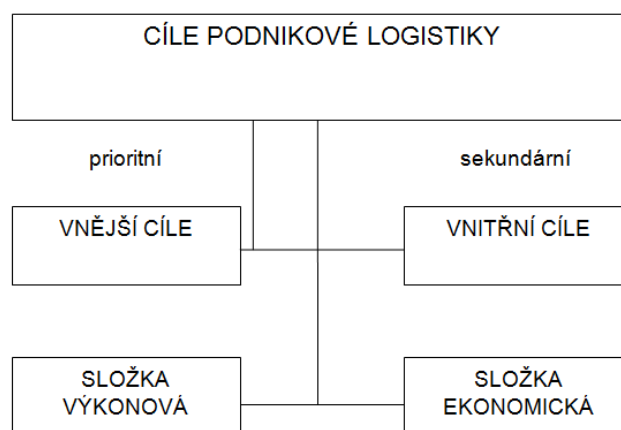 CÍLE PODNIKOVÉ LOGISTIKY
prioritní
sekundární
VNĚJŠÍ CÍLE
VNITŘNÍ CÍLE
SLOŽKA
VÝKONOVÁ
SLOŽKA
EKONOMICKÁ